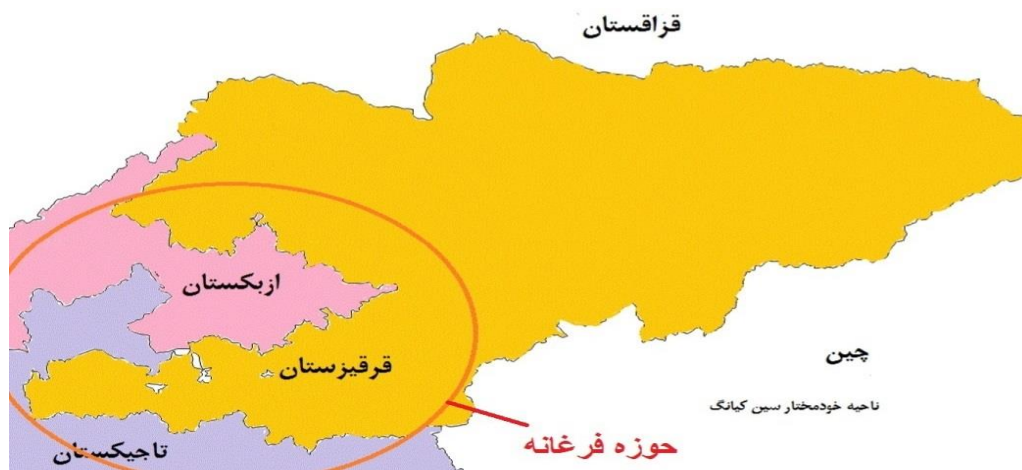 قزاقستان
ازبکستان
قرقیزستان
چین
ناحیه خودمختار سین کیانگ
حوزه فرغانه
تاجیکستان